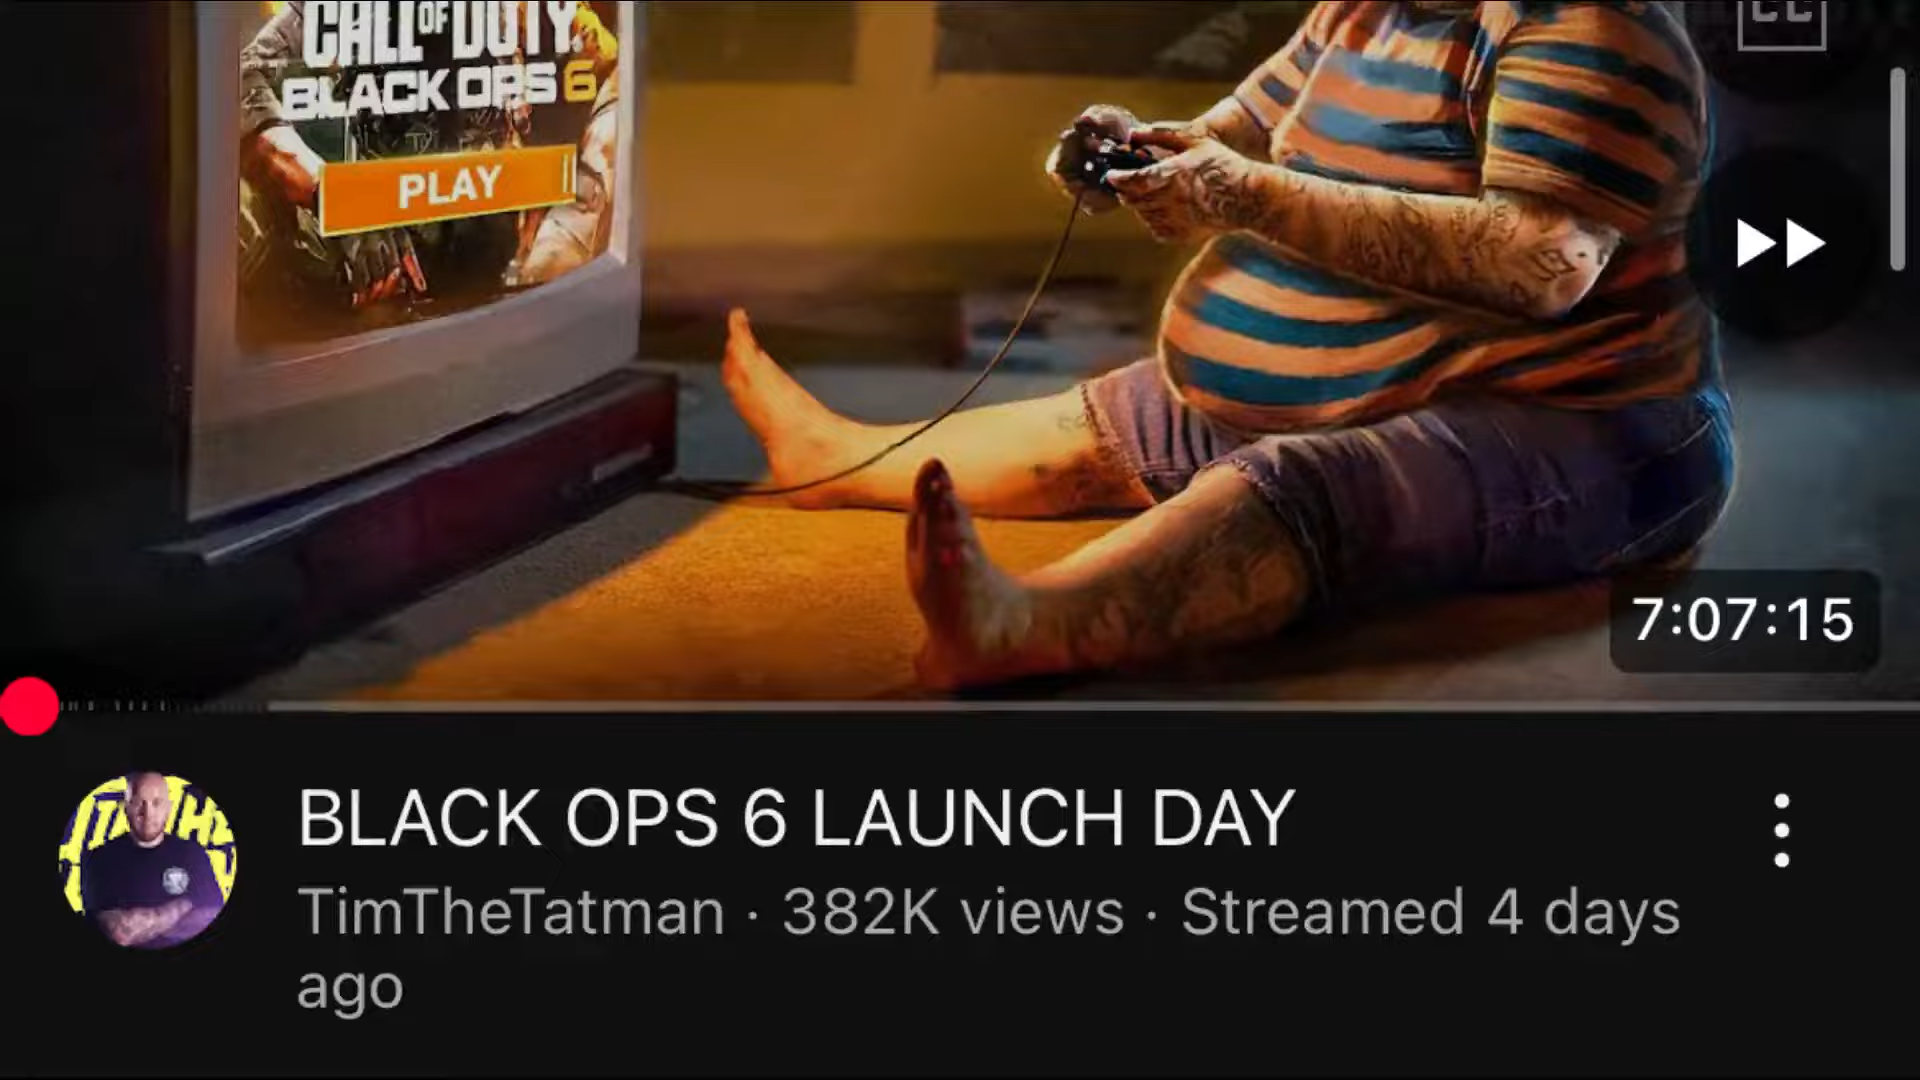 CALL OF DUTY
BLACK OPS 6
PLAY
CC
7:07:15
BLACK OPS 6 LAUNCH DAY
TimTheTatman · 382K views · Streamed 4 days
ago